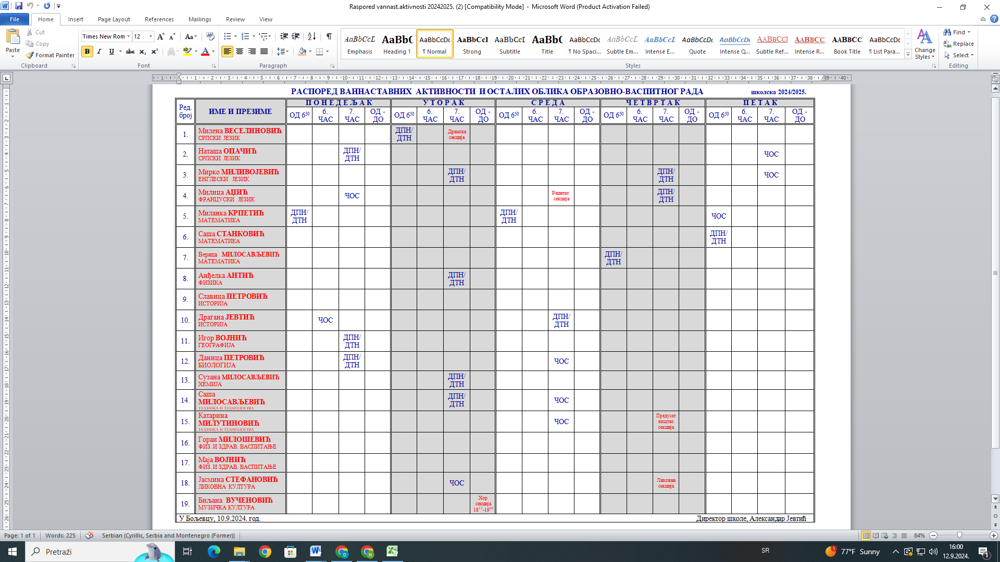 Raspored vannast.aktivnosti 20242025. (2) [Compatibility Mode] - Microsoft Word (Product Activation Failed)
File Home Insert Page Layout References Mailings Review View
Paste
Cut
Copy
Format Painter
Clipboard
Times New Rom 12
Font
Paragraph
AaBbCcL AaBbC AaBbCcDc AaBbCcI AaBbCcI AaBbC AaBbCcDc AaBbCcL AaBbCcL AaBbCcDc AaBbCcDc AABBCCI AABBCC AABBCC AaBbCcDc
Emphasis Heading 1 ¶ Normal Strong Subtitle Title ¶ No Spaci... Subtle Em... Intense E... Quote Intense Q... Subtle Ref... Intense R... Book Title ¶ List Para...
Styles
Change Styles
Find
Replace
Select
Editing
РАСПОРЕД ВАННАСТАВНИХ АКТИВНОСТИ И ОСТАЛИХ ОБЛИКА ОБРАЗОВНО-ВАСПИТНОГ РАДА школска 2024/2025.
Ред. број ИМЕ И ПРЕЗИМЕ ПОНЕДЕЉАК УТОРАК СРЕДА ЧЕТВРТАК ПЕТАК
ОД 6⁵⁰ 6. ЧАС 7. ЧАС ОД - ДО ОД 6⁵⁰ 6. ЧАС 7. ЧАС ОД - ДО ОД 6⁵⁰ 6. ЧАС 7. ЧАС ОД - ДО ОД 6⁵⁰ 6. ЧАС 7. ЧАС ОД - ДО ОД 6⁵⁰ 6. ЧАС 7. ЧАС ОД - ДО
1. Милена ВЕСЕЛИНОВИЋ СРПСКИ ЈЕЗИК ДПН/ ДТН Драмска секција
2. Наташа ОПАЧИЋ СРПСКИ ЈЕЗИК ДПН/ ДТН ЧОС
3. Мирко МИЛИВОЈЕВИЋ ЕНГЛЕСКИ ЈЕЗИК ДПН/ ДТН ДПН/ ДТН ЧОС
4. Милица АЏИЋ ФРАНЦУСКИ ЈЕЗИК ЧОС Рецитат. секција ДПН/ ДТН
5. Миланка КРПЕТИЋ МАТЕМАТИКА ДПН/ ДТН ДПН/ ДТН ЧОС
6. Саша СТАНКОВИЋ МАТЕМАТИКА ДПН/ ДТН
7. Верица МИЛОСАВЉЕВИЋ МАТЕМАТИКА ДПН/ ДТН
8. Анђелка АНТИЋ ФИЗИКА ДПН/ ДТН
9. Славица ПЕТРОВИЋ ИСТОРИЈА
10. Драгана ЈЕВТИЋ ИСТОРИЈА ЧОС ДПН/ ДТН
11. Игор ВОЈНИЋ ГЕОГРАФИЈА ДПН/ ДТН
12. Даница ПЕТРОВИЋ БИОЛОГИЈА ДПН/ ДТН ЧОС
13. Сузана МИЛОСАВЉЕВИЋ ХЕМИЈА ДПН/ ДТН
14. Саша МИЛОСАВЉЕВИЋ ТЕХНИКА И ТЕХНОЛОГИЈА ДПН/ ДТН ЧОС
15. Катарина МИЛУТИНОВИЋ ТЕХНИКА И ТЕХНОЛОГИЈА ЧОС Предузет ништво секција
16. Горан МИЛОШЕВИЋ ФИЗ. И ЗДРАВ. ВАСПИТАЊЕ
17. Маја ВОЈНИЋ ФИЗ. И ЗДРАВ. ВАСПИТАЊЕ
18. Јасмина СТЕФАНОВИЋ ЛИКОВНА КУЛТУРА ЧОС Ликовна секција
19. Биљана ВУЧЕНОВИЋ МУЗИЧКА КУЛТУРА Хор секција 18¹⁵-19⁰⁰
У Бољевцу, 10.9.2024. год. Директор школе, Александар Јевтић
Page: 1 of 1 Words: 225 Serbian (Cyrillic, Serbia and Montenegro (Former)) 84%
Pretraži SR 77°F Sunny 16:00
12.9.2024.